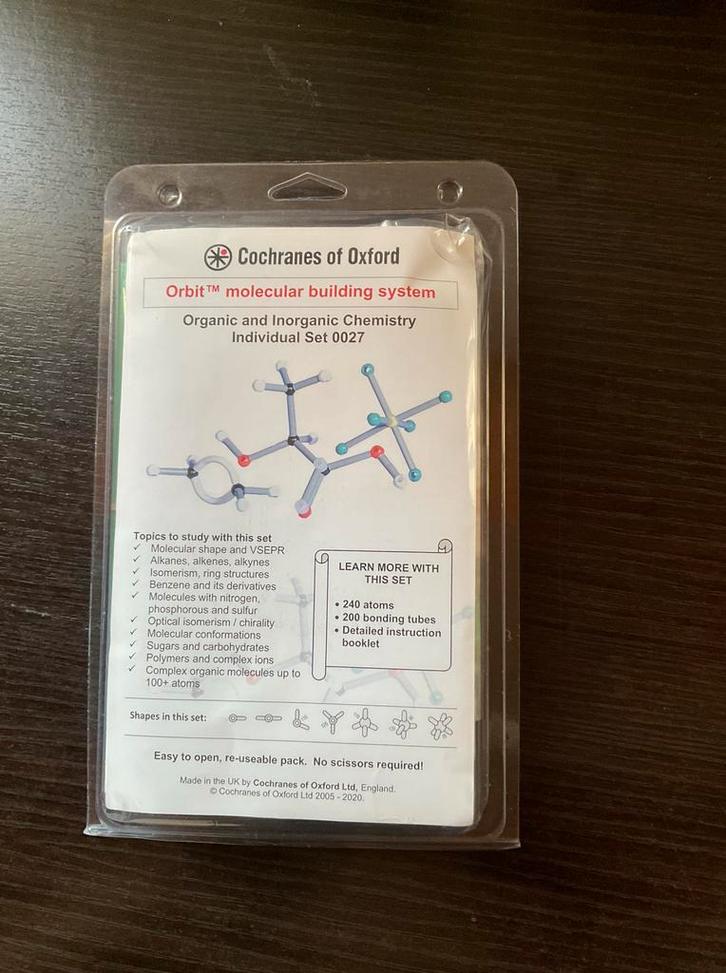 Cochranes of Oxford
Orbit™ molecular building system
Organic and Inorganic Chemistry
Individual Set 0027
Topics to study with this set
✓ Molecular shape and VSEPR
✓ Alkanes, alkenes, alkynes
✓ Isomerism, ring structures
✓ Benzene and its derivatives
✓ Molecules with nitrogen,
phosphorous and sulfur
✓ Optical isomerism / chirality
✓ Molecular conformations
✓ Sugars and carbohydrates
✓ Polymers and complex ions
✓ Complex organic molecules up to
100+ atoms
LEARN MORE WITH
THIS SET
• 240 atoms
• 200 bonding tubes
• Detailed instruction
booklet
Shapes in this set:
Easy to open, re-useable pack. No scissors required!
Made in the UK by Cochranes of Oxford Ltd, England.
© Cochranes of Oxford Ltd 2005 - 2020.